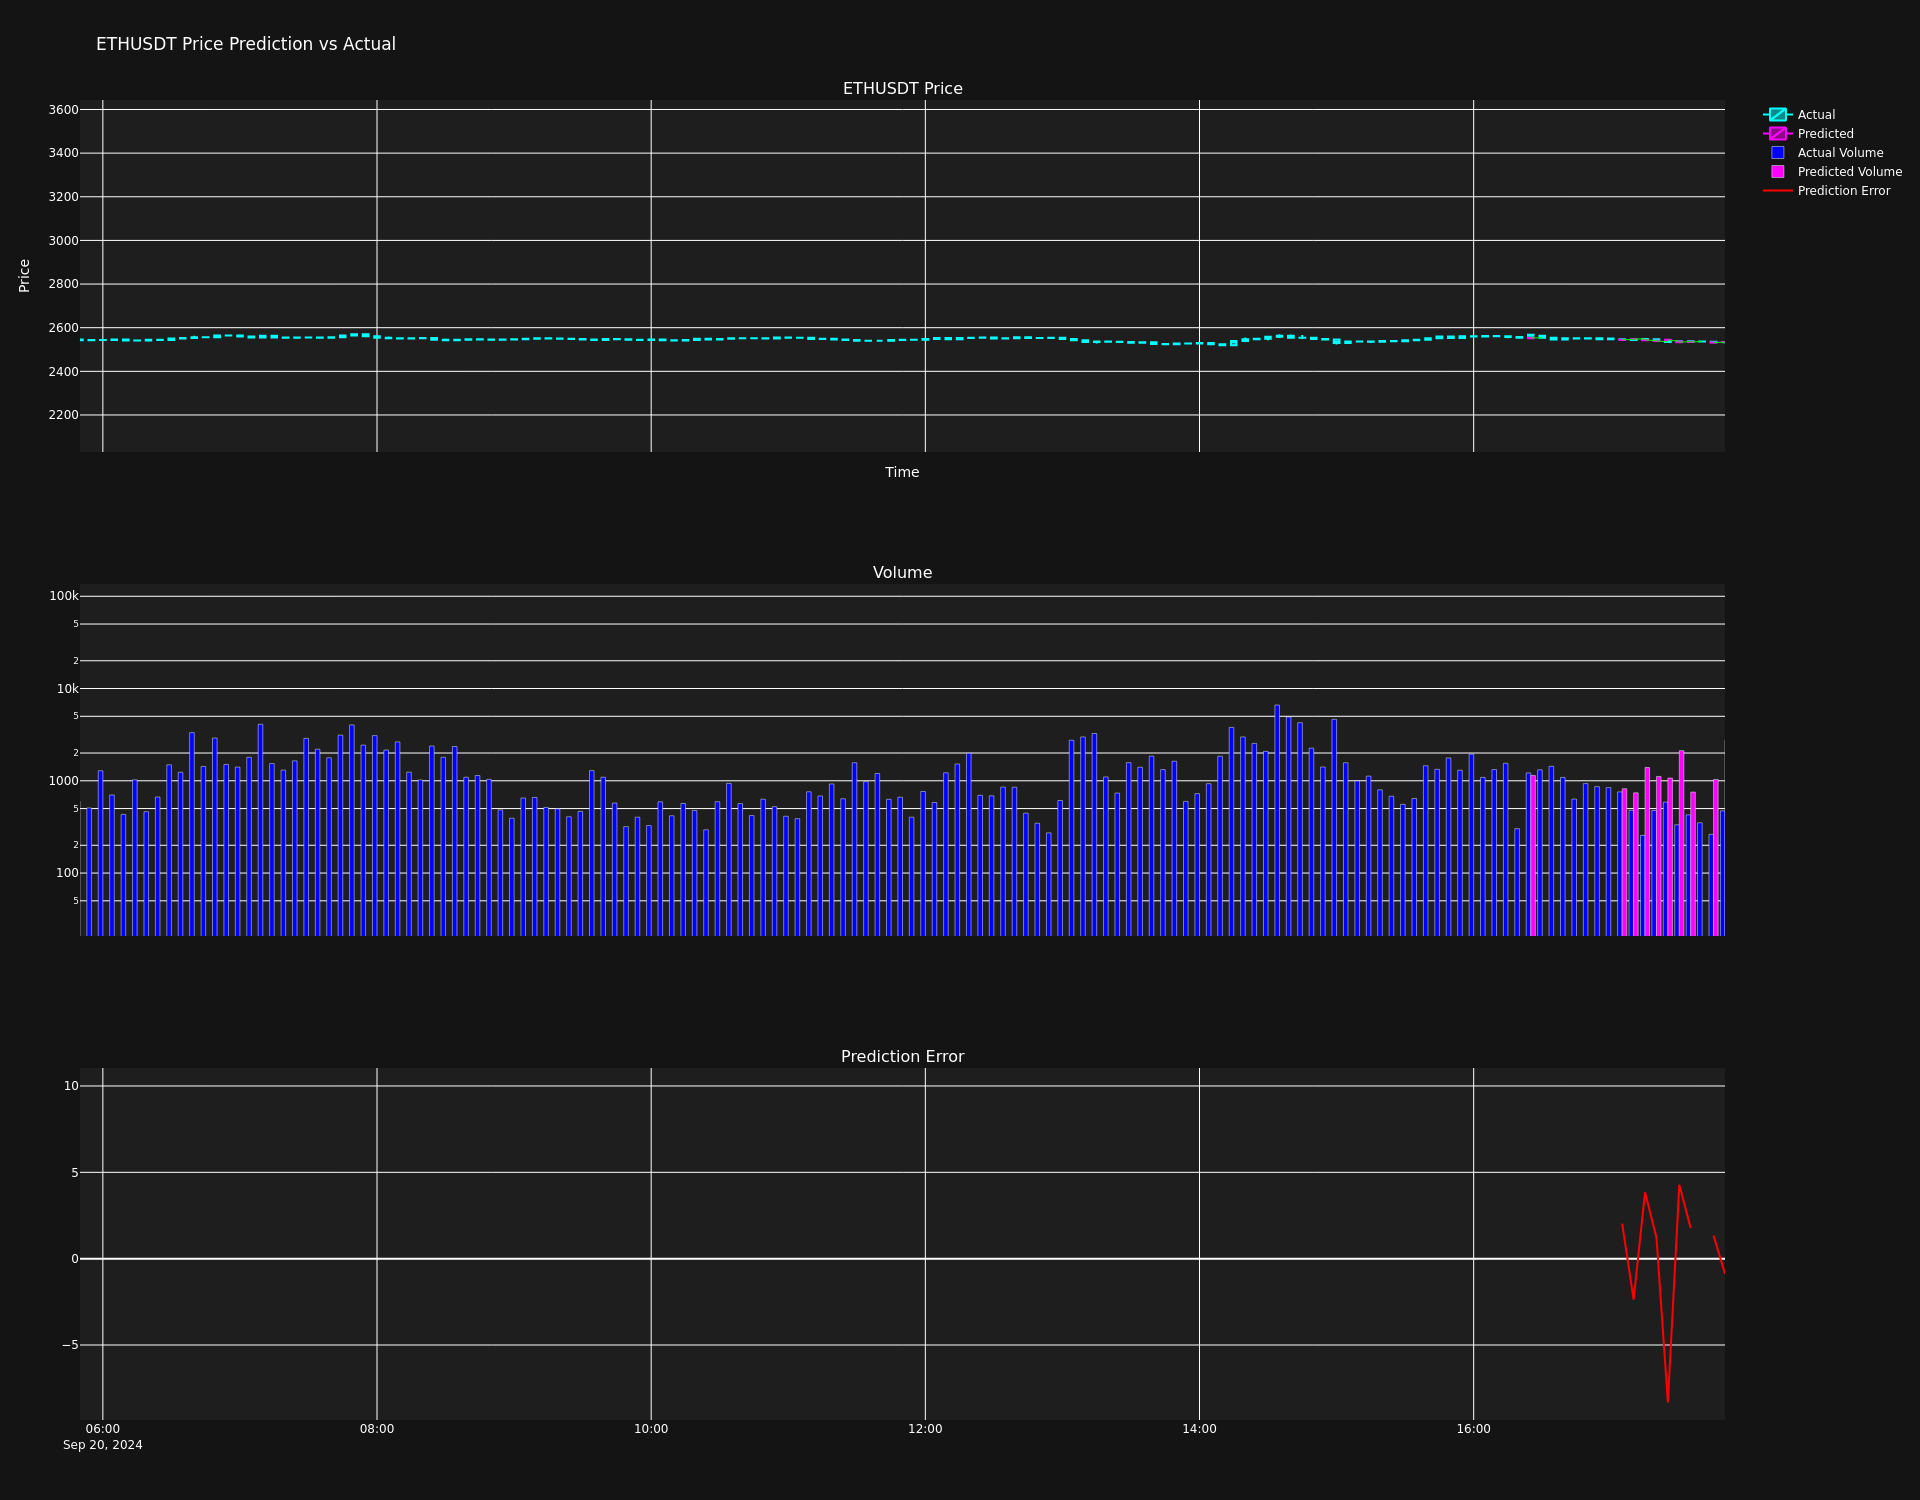 ETHUSDT Price Prediction vs Actual
ETHUSDT Price
3600
3400
3200
3000
2800
2600
2400
2200
Price
Time
Actual
Predicted
Actual Volume
Predicted Volume
Prediction Error
Volume
100k
5
2
10k
5
2
1000
5
2
100
5
Prediction Error
10
5
0
−5
06:00
Sep 20, 2024
08:00
10:00
12:00
14:00
16:00